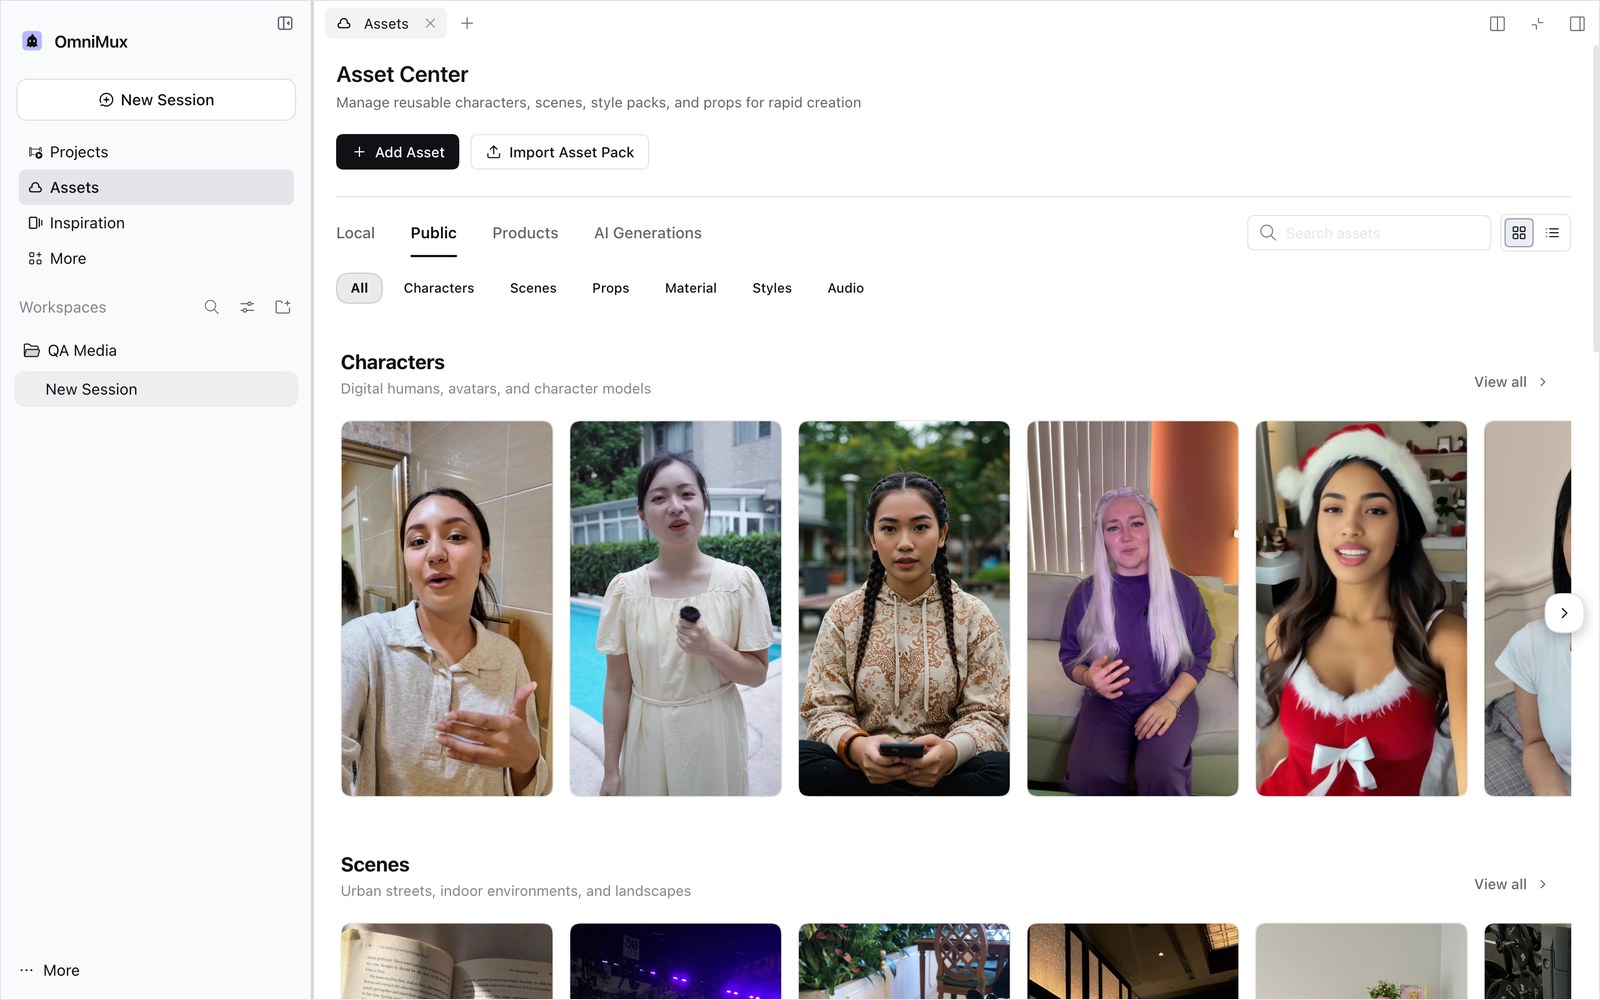 OmniMux
New Session
Projects
Assets
Inspiration
More
Workspaces
QA Media
New Session
More
Assets
Asset Center
Manage reusable characters, scenes, style packs, and props for rapid creation
Add Asset
Import Asset Pack
Local
Public
Products
AI Generations
Search assets
All
Characters
Scenes
Props
Material
Styles
Audio
Characters
Digital humans, avatars, and character models
View all
Scenes
Urban streets, indoor environments, and landscapes
View all